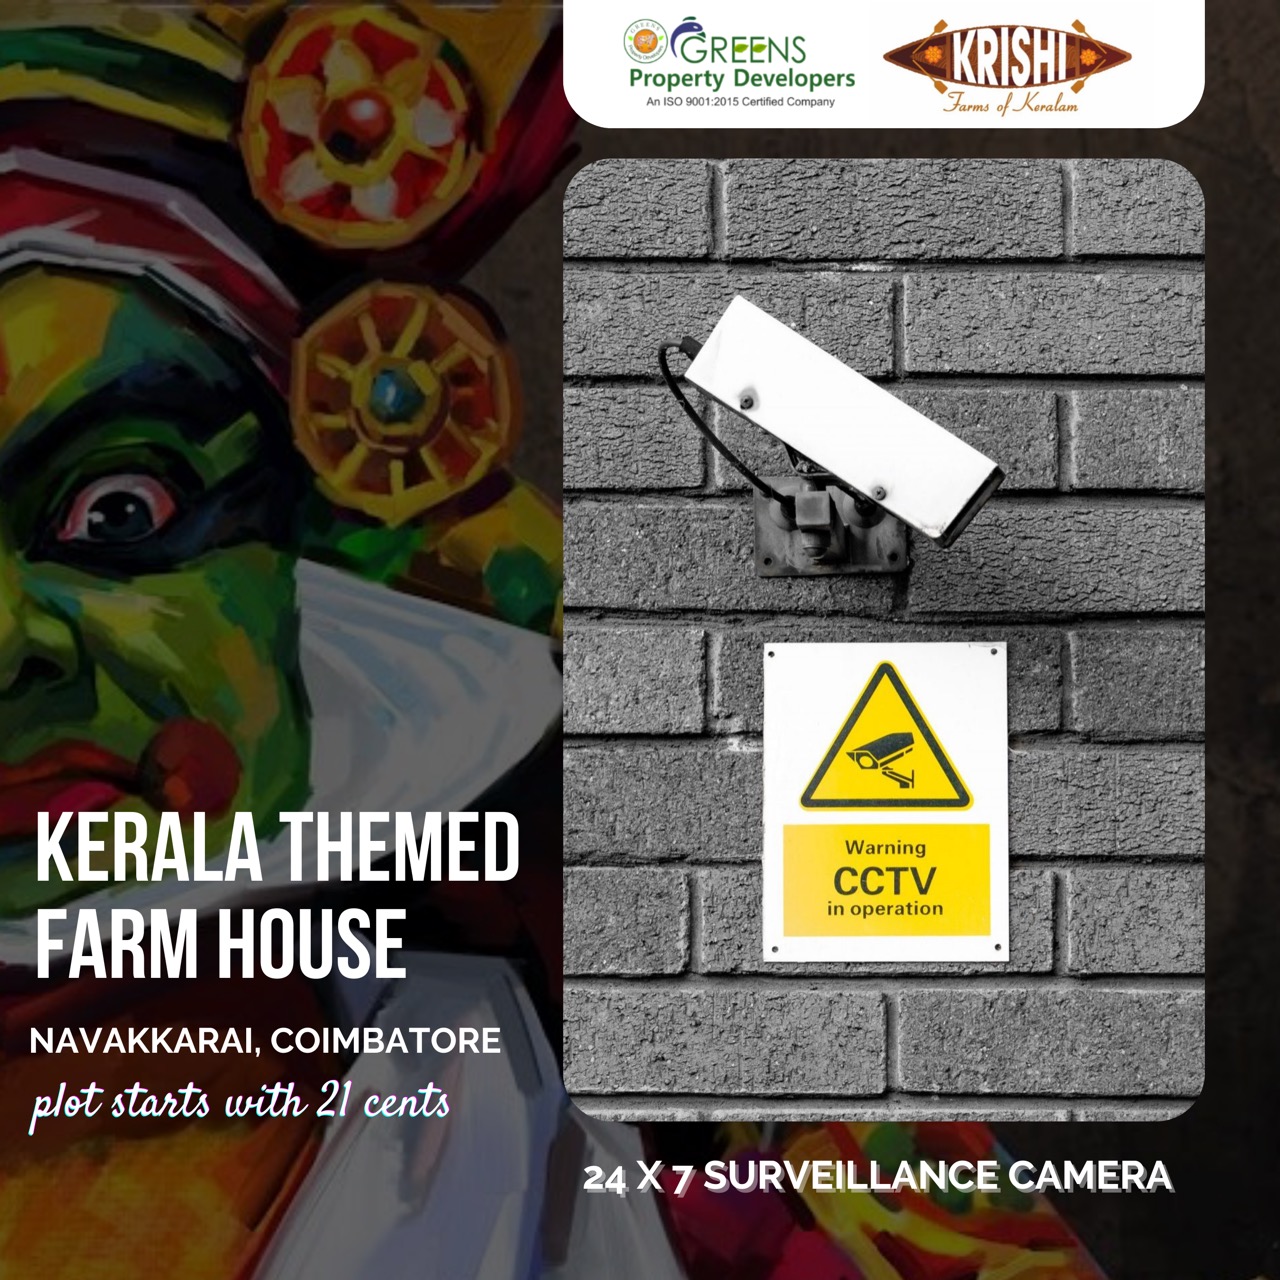 GREENS
Property Developers
An ISO 9001:2015 Certified Company
KRISHI
Farms of Keralam
Warning
CCTV
in operation
KERALA THEMED
FARM HOUSE
NAVAKKARAI, COIMBATORE
plot starts with 21 cents
24 X 7 SURVEILLANCE CAMERA